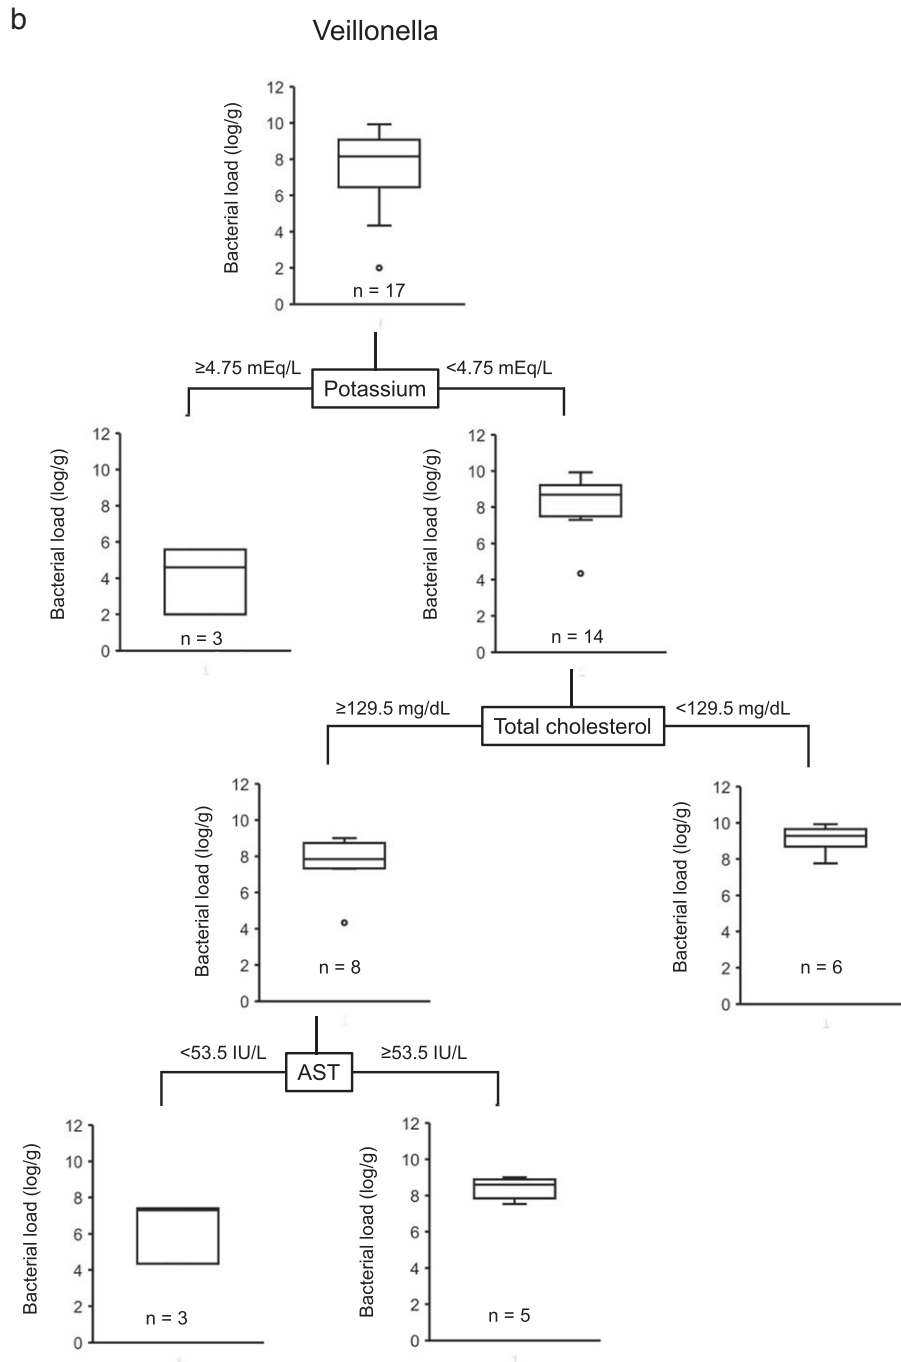 b
Veillonella
Bacterial load (log/g)
12
10
8
6
4
2
0
n = 17
≥4.75 mEq/L
Potassium
<4.75 mEq/L
Bacterial load (log/g)
12
10
8
6
4
2
0
n = 3
Bacterial load (log/g)
12
10
8
6
4
2
0
n = 14
≥129.5 mg/dL
Total cholesterol
<129.5 mg/dL
Bacterial load (log/g)
12
10
8
6
4
2
0
n = 8
Bacterial load (log/g)
12
10
8
6
4
2
0
n = 6
<53.5 IU/L
AST
≥53.5 IU/L
Bacterial load (log/g)
12
10
8
6
4
2
0
n = 3
Bacterial load (log/g)
12
10
8
6
4
2
0
n = 5